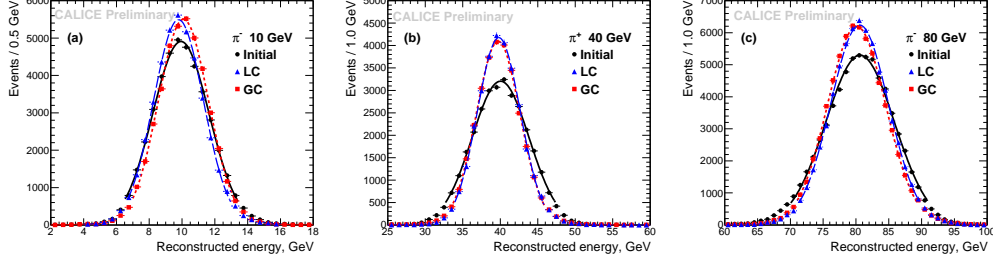 CALICE Preliminary
(a)
π⁻ 10 GeV
Initial
LC
GC
Events / 0.5 GeV
6000
5000
4000
3000
2000
1000
0
2 4 6 8 10 12 14 16 18
Reconstructed energy, GeV
CALICE Preliminary
(b)
π⁺ 40 GeV
Initial
LC
GC
Events / 1.0 GeV
5000
4500
4000
3500
3000
2500
2000
1500
1000
500
0
25 30 35 40 45 50 55 60
Reconstructed energy, GeV
CALICE Preliminary
(c)
π⁻ 80 GeV
Initial
LC
GC
Events / 1.0 GeV
7000
6000
5000
4000
3000
2000
1000
0
60 65 70 75 80 85 90 95 100
Reconstructed energy, GeV